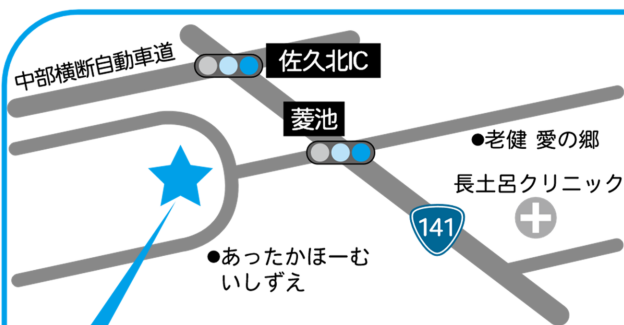 中部横断自動車道
佐久北IC
菱池
●老健 愛の郷
長土呂クリニック
141
●あったかほーむ
いしずえ